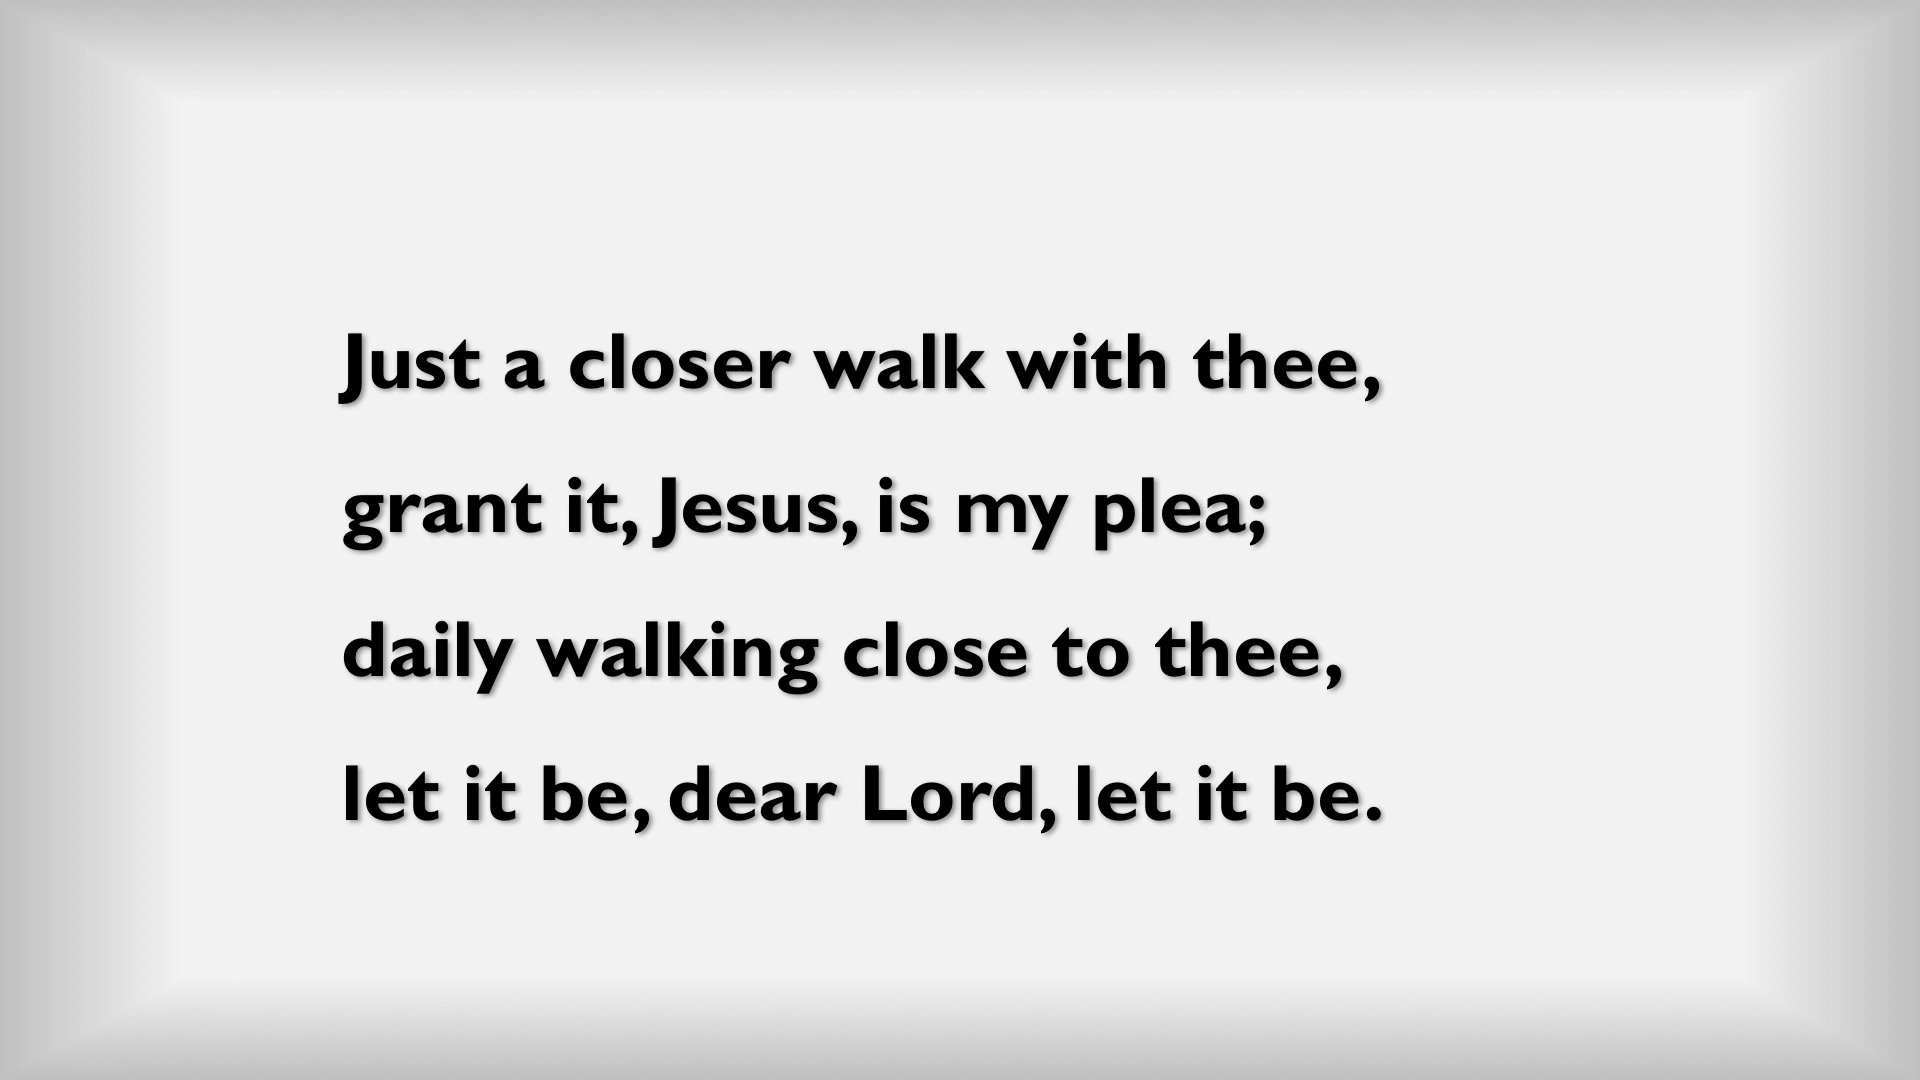 Just a closer walk with thee,
grant it, Jesus, is my plea;
daily walking close to thee,
let it be, dear Lord, let it be.